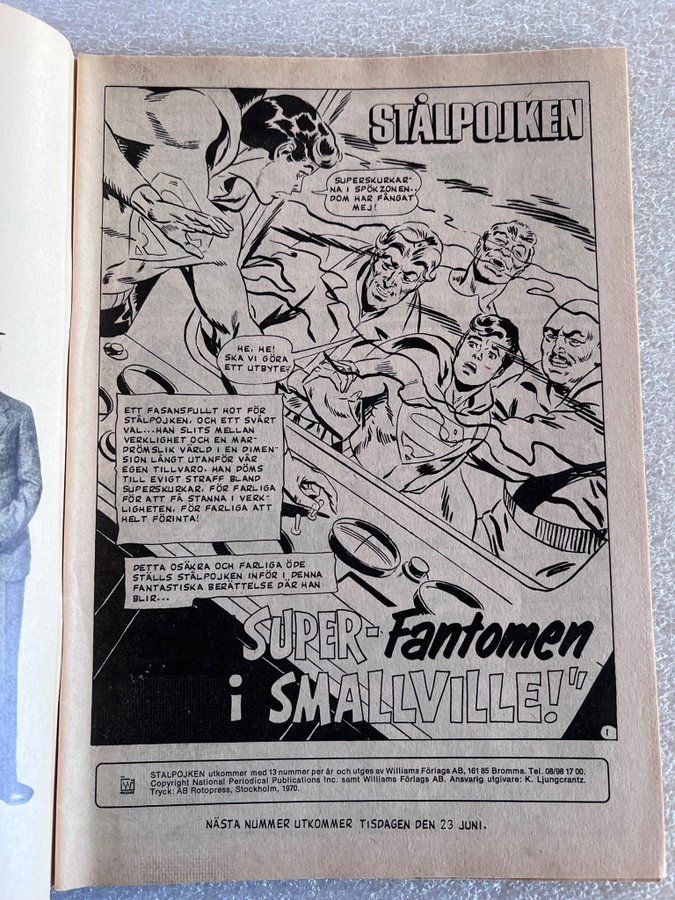 STÅLPOJKEN
SUPERSKURKAR-
NA I SPÖKZONEN..
DOM HAR FÅNGAT
MEJ!
HE, HE!
SKA VI GÖRA
ETT UTBYTE?
ETT FASANSFULLT HOT FÖR
STÅLPOJKEN, OCH ETT SVÅRT
VAL...HAN SLITS MELLAN
VERKLIGHET OCH EN MAR-
DRÖMSLIK VÄRLD I EN DIMEN-
SION LÅNGT UTANFÖR VÅR
EGEN TILLVARO. HAN DÖMS
TILL EVIGT STRAFF BLAND
SUPERSKURKAR, FÖR FARLIGA
FÖR ATT FÅ STANNA I VERK-
LIGHETEN, FÖR FARLIGA ATT
HELT FÖRINTA!
DETTA OSÄKRA OCH FARLIGA ÖDE
STÄLLS STÅLPOJKEN INFÖR I DENNA
FANTASTISKA BERÄTTELSE DÄR HAN
BLIR...
SUPER-Fantomen
i SMALLVILLE!"
1
STALPOJKEN utkommer med 13 nummer per år och utges av Williams Förlags AB, 161 85 Bromma. Tel. 08/98 17 00.
Copyright National Periodical Publications Inc. samt Williams Förlags AB. Ansvarig utgivare: K. Ljungcrantz.
Tryck: AB Rotopress, Stockholm, 1970.
NÄSTA NUMMER UTKOMMER TISDAGEN DEN 23 JUNI.